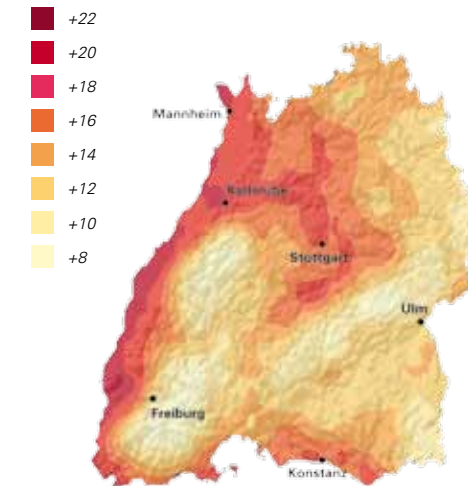 +22
+20
+18
+16
+14
+12
+10
+8
Mannheim
Karlsruhe
Stuttgart
Ulm
Freiburg
Konstanz